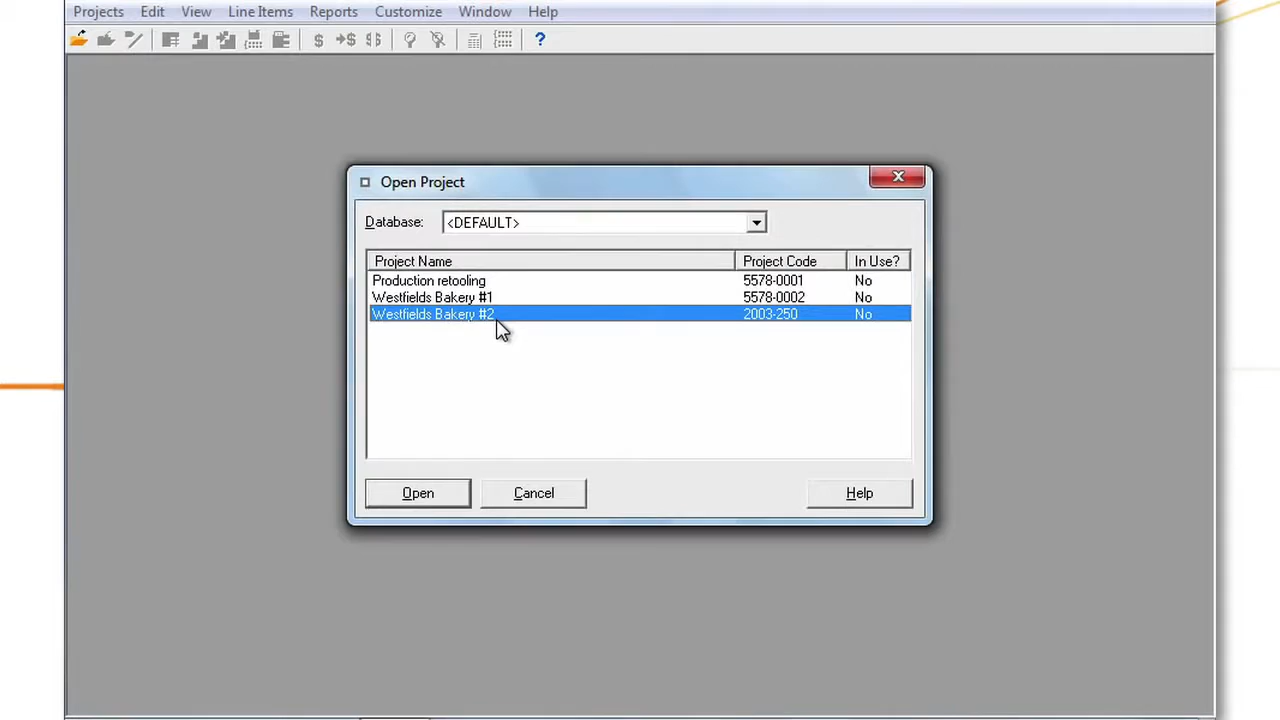 Projects Edit View Line Items Reports Customize Window Help
$ →$ $$ ?
Open Project
Database: <DEFAULT>
Project Name Project Code In Use?
Production retooling 5578-0001 No
Westfields Bakery #1 5578-0002 No
Westfields Bakery #2 2003-250 No
Open Cancel Help